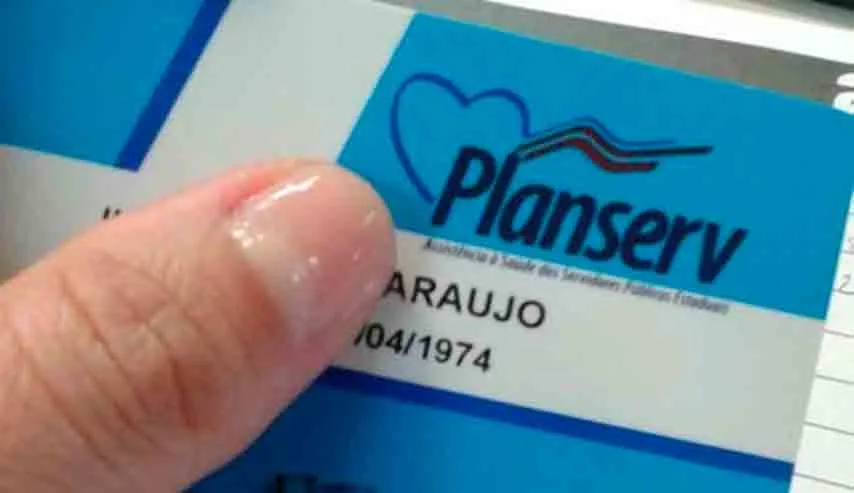 Planserv
Assistência à Saúde dos Servidores Públicos Estaduais
ARAUJO
/04/1974